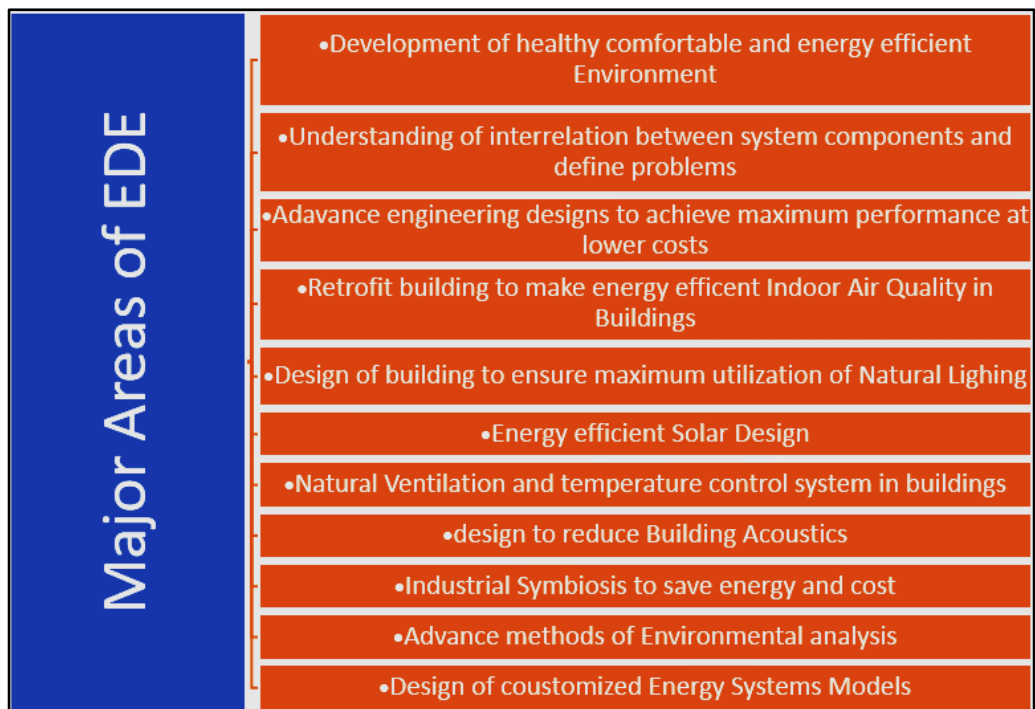 Major Areas of EDE
•Development of healthy comfortable and energy efficient
Environment
•Understanding of interrelation between system components and
define problems
•Adavance engineering designs to achieve maximum performance at
lower costs
•Retrofit building to make energy efficent Indoor Air Quality in
Buildings
•Design of building to ensure maximum utilization of Natural Lighing
•Energy efficient Solar Design
•Natural Ventilation and temperature control system in buildings
•design to reduce Building Acoustics
•Industrial Symbiosis to save energy and cost
•Advance methods of Environmental analysis
•Design of coustomized Energy Systems Models